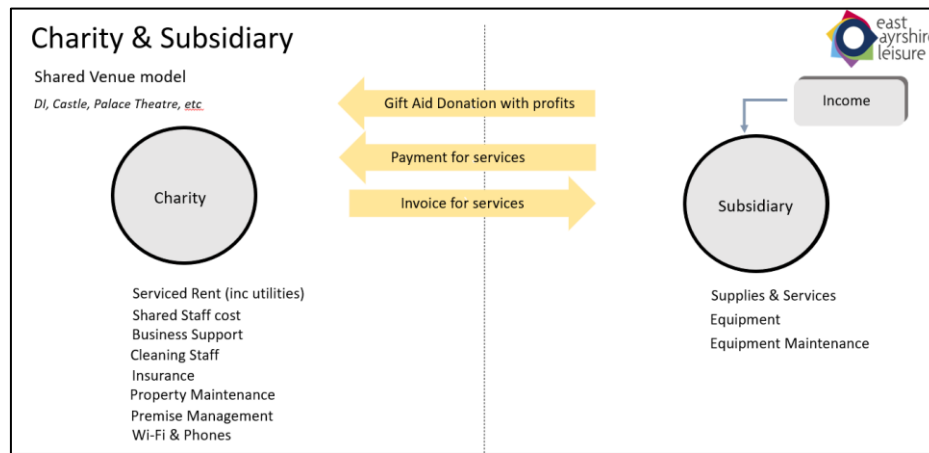 Charity & Subsidiary
east
ayrshire
leisure
Shared Venue model
DI, Castle, Palace Theatre, etc
Gift Aid Donation with profits
Income
Payment for services
Charity
Invoice for services
Subsidiary
Serviced Rent (inc utilities)
Shared Staff cost
Business Support
Cleaning Staff
Insurance
Property Maintenance
Premise Management
Wi-Fi & Phones
Supplies & Services
Equipment
Equipment Maintenance